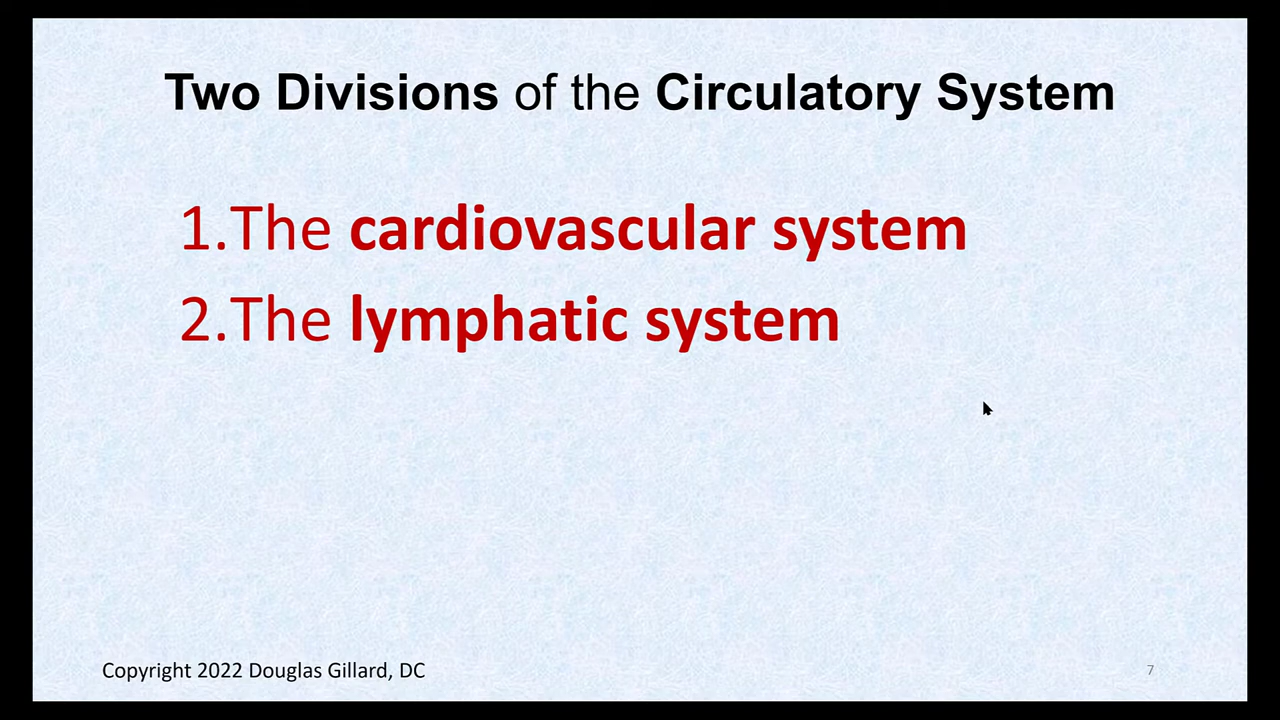 Two Divisions of the Circulatory System
1.The cardiovascular system
2.The lymphatic system
Copyright 2022 Douglas Gillard, DC
7